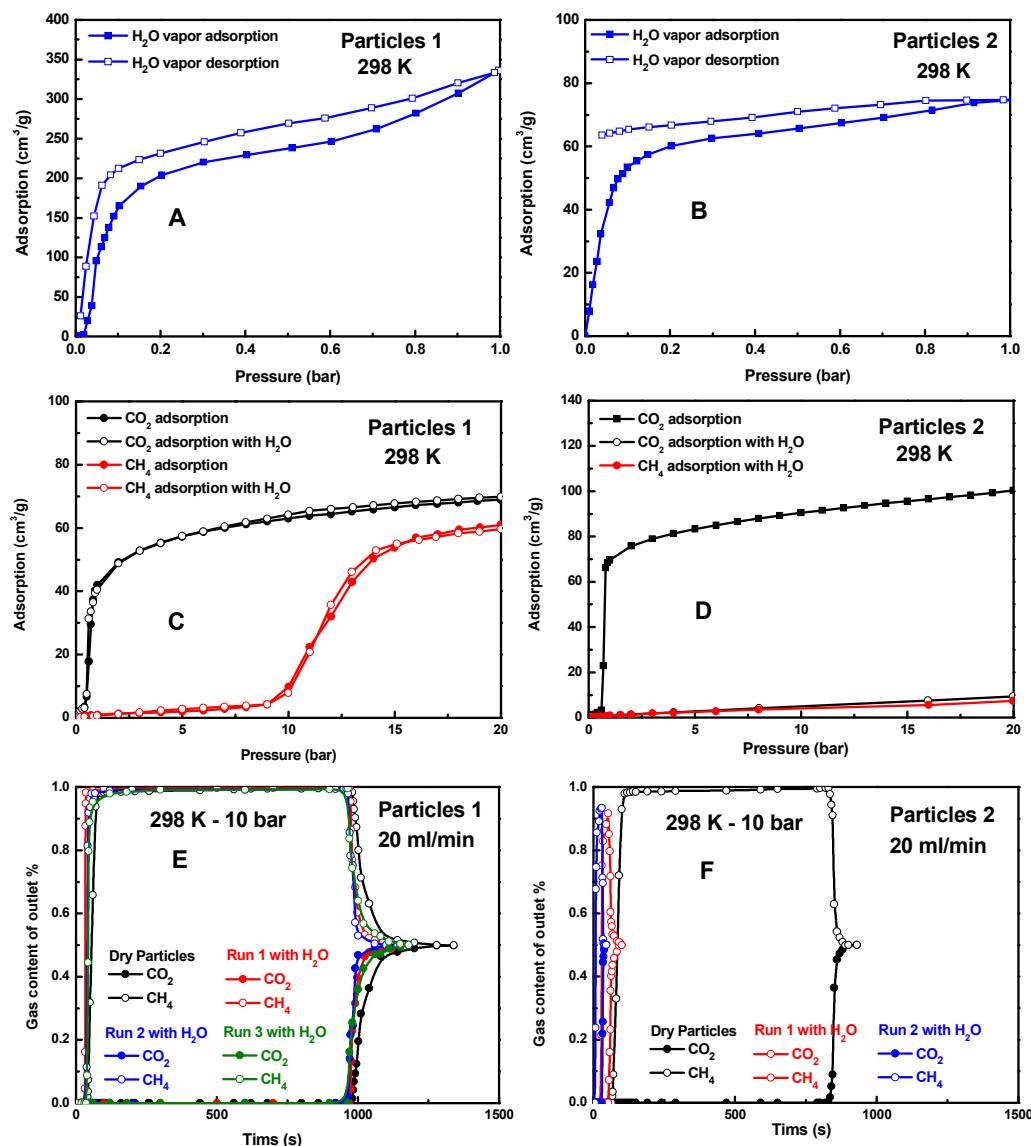 H2O vapor adsorption
H2O vapor desorption
Particles 1
298 K
A
Adsorption (cm³/g)
400
350
300
250
200
150
100
50
0
0.0 0.2 0.4 0.6 0.8 1.0
Pressure (bar)
H2O vapor adsorption
H2O vapor desorption
Particles 2
298 K
B
Adsorption (cm³/g)
100
80
60
40
20
0
0.0 0.2 0.4 0.6 0.8 1.0
Pressure (bar)
CO2 adsorption
CO2 adsorption with H2O
CH4 adsorption
CH4 adsorption with H2O
Particles 1
298 K
C
Adsorption (cm³/g)
100
80
60
40
20
0
0 5 10 15 20
Pressure (bar)
CO2 adsorption
CO2 adsorption with H2O
CH4 adsorption with H2O
Particles 2
298 K
D
Adsorption (cm³/g)
140
120
100
80
60
40
20
0
0 5 10 15 20
Pressure (bar)
298 K - 10 bar
Particles 1
20 ml/min
E
Dry Particles
CO2
CH4
Run 1 with H2O
CO2
CH4
Run 2 with H2O
CO2
CH4
Run 3 with H2O
CO2
CH4
Gas content of outlet %
1.0
0.8
0.6
0.4
0.2
0.0
0 500 1000 1500
Tims (s)
298 K - 10 bar
Particles 2
20 ml/min
F
Dry Particles
CO2
CH4
Run 1 with H2O
CO2
CH4
Run 2 with H2O
CO2
CH4
Gas content of outlet %
1.0
0.8
0.6
0.4
0.2
0.0
0 500 1000 1500
Tims (s)